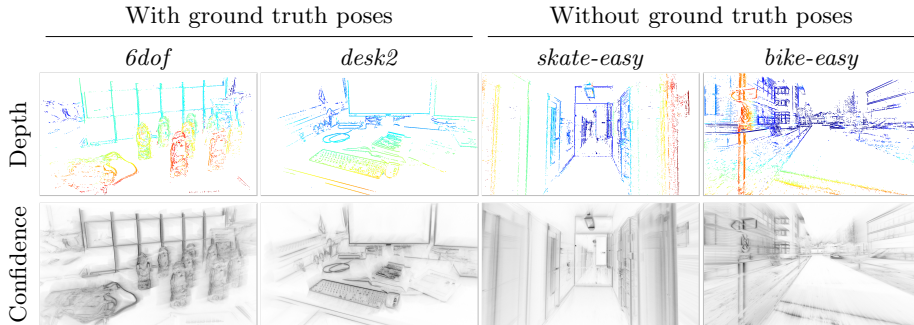 With ground truth poses
Without ground truth poses
6dof
desk2
skate-easy
bike-easy
Depth
Confidence